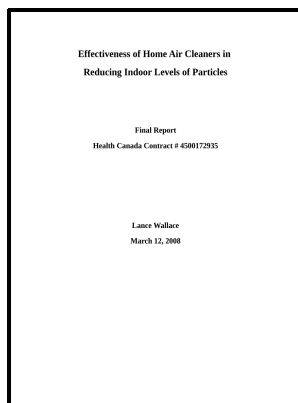 Effectiveness of Home Air Cleaners in
Reducing Indoor Levels of Particles
Final Report
Health Canada Contract # 4500172935
Lance Wallace
March 12, 2008